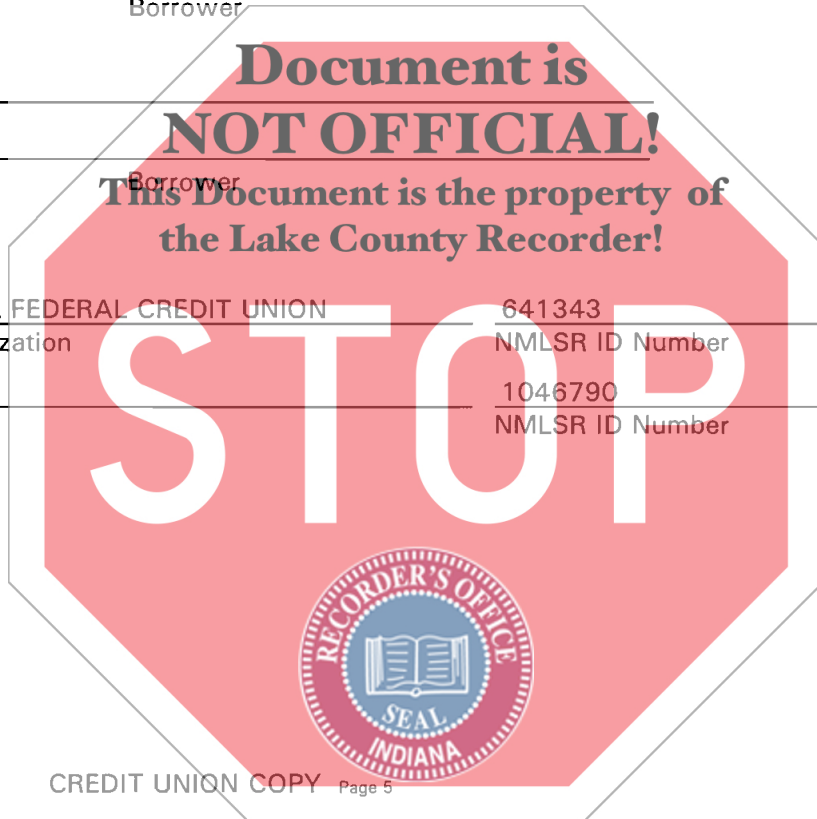 Borrower
Document is
NOT OFFICIAL!
Borrower
This Document is the property of
the Lake County Recorder!
FEDERAL CREDIT UNION 641343
zation NMLSR ID Number
1046790
NMLSR ID Number
STOP
RECORDER'S OFFICE
SEAL
INDIANA
CREDIT UNION COPY Page 5